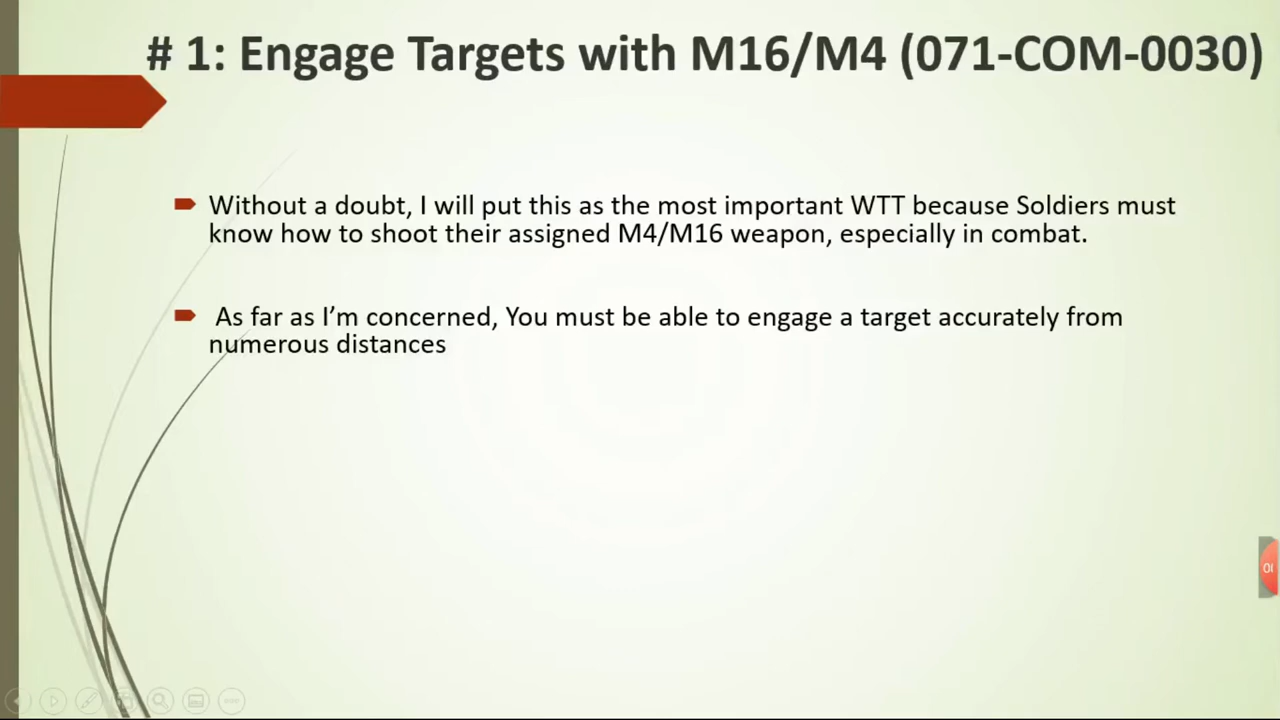 # 1: Engage Targets with M16/M4 (071-COM-0030)
Without a doubt, I will put this as the most important WTT because Soldiers must
know how to shoot their assigned M4/M16 weapon, especially in combat.
As far as I'm concerned, You must be able to engage a target accurately from
numerous distances